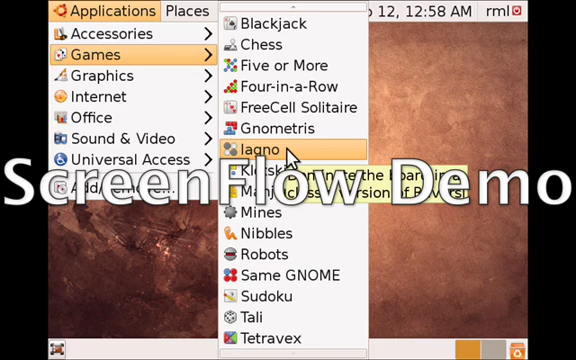 Applications Places
12, 12:58 AM rml
Accessories
Games
Graphics
Internet
Office
Sound & Video
Universal Access
Blackjack
Chess
Five or More
Four-in-a-Row
FreeCell Solitaire
Gnometris
Iagno
Mines
Nibbles
Robots
Same GNOME
Sudoku
Tali
Tetravex
ScreenFlow Demo